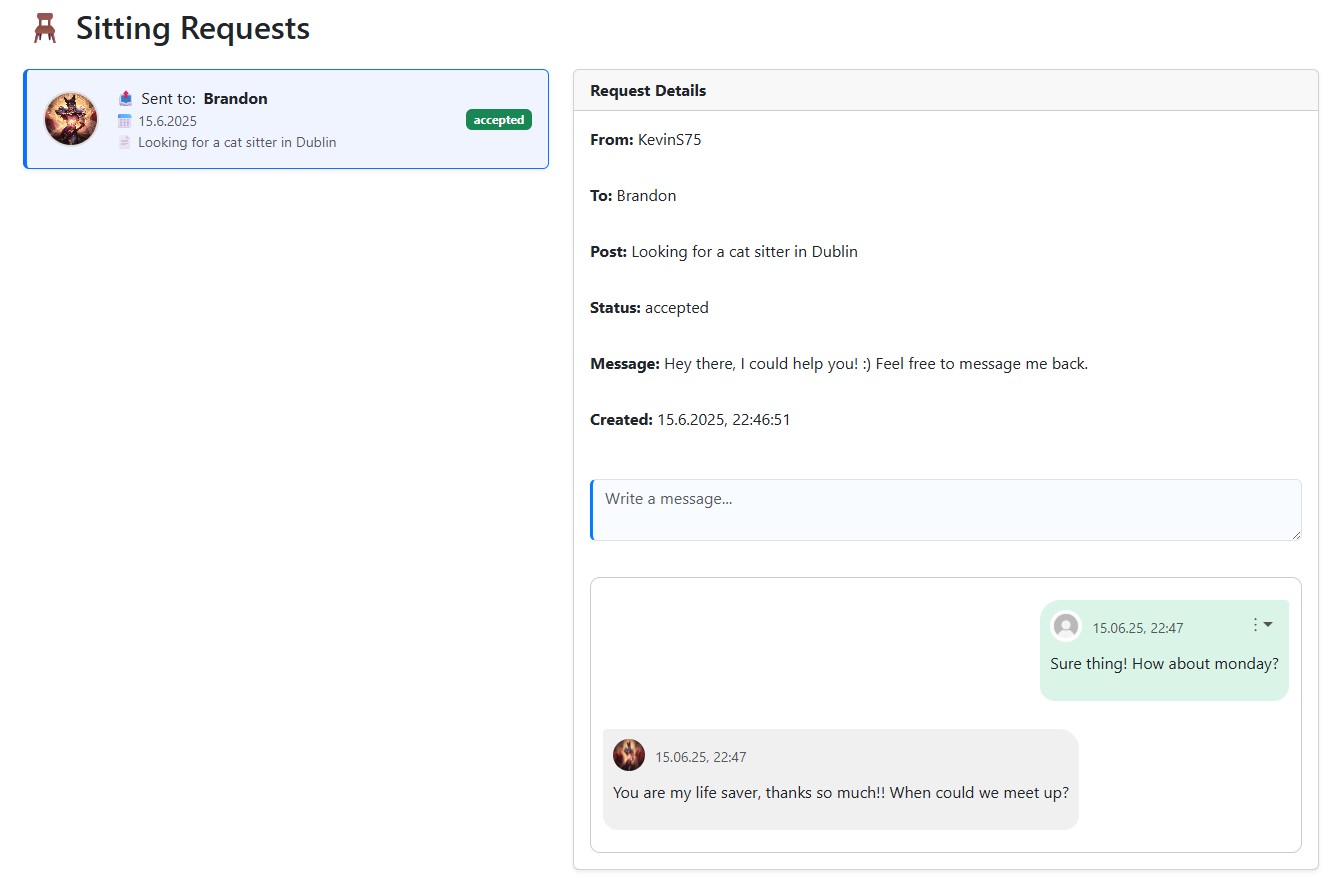 Sitting Requests
Sent to: Brandon
15.6.2025
Looking for a cat sitter in Dublin
accepted
Request Details
From: KevinS75
To: Brandon
Post: Looking for a cat sitter in Dublin
Status: accepted
Message: Hey there, I could help you! :) Feel free to message me back.
Created: 15.6.2025, 22:46:51
Write a message...
15.06.25, 22:47
Sure thing! How about monday?
15.06.25, 22:47
You are my life saver, thanks so much!! When could we meet up?